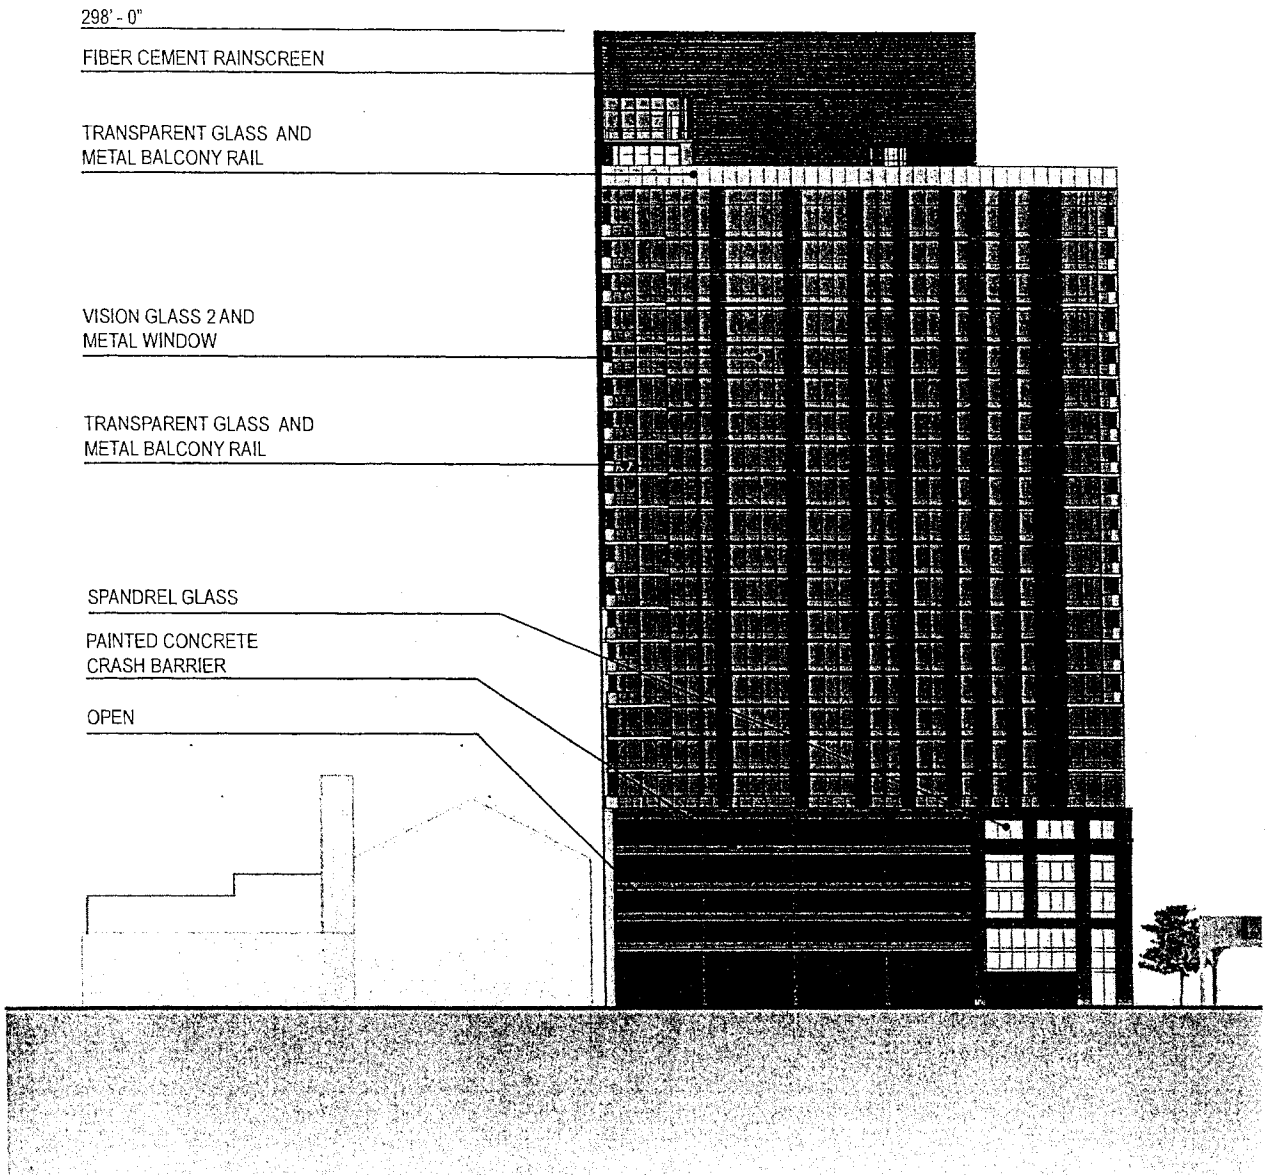 298' - 0"
FIBER CEMENT RAINSCREEN
TRANSPARENT GLASS AND
METAL BALCONY RAIL
VISION GLASS 2 AND
METAL WINDOW
TRANSPARENT GLASS AND
METAL BALCONY RAIL
SPANDREL GLASS
PAINTED CONCRETE
CRASH BARRIER
OPEN